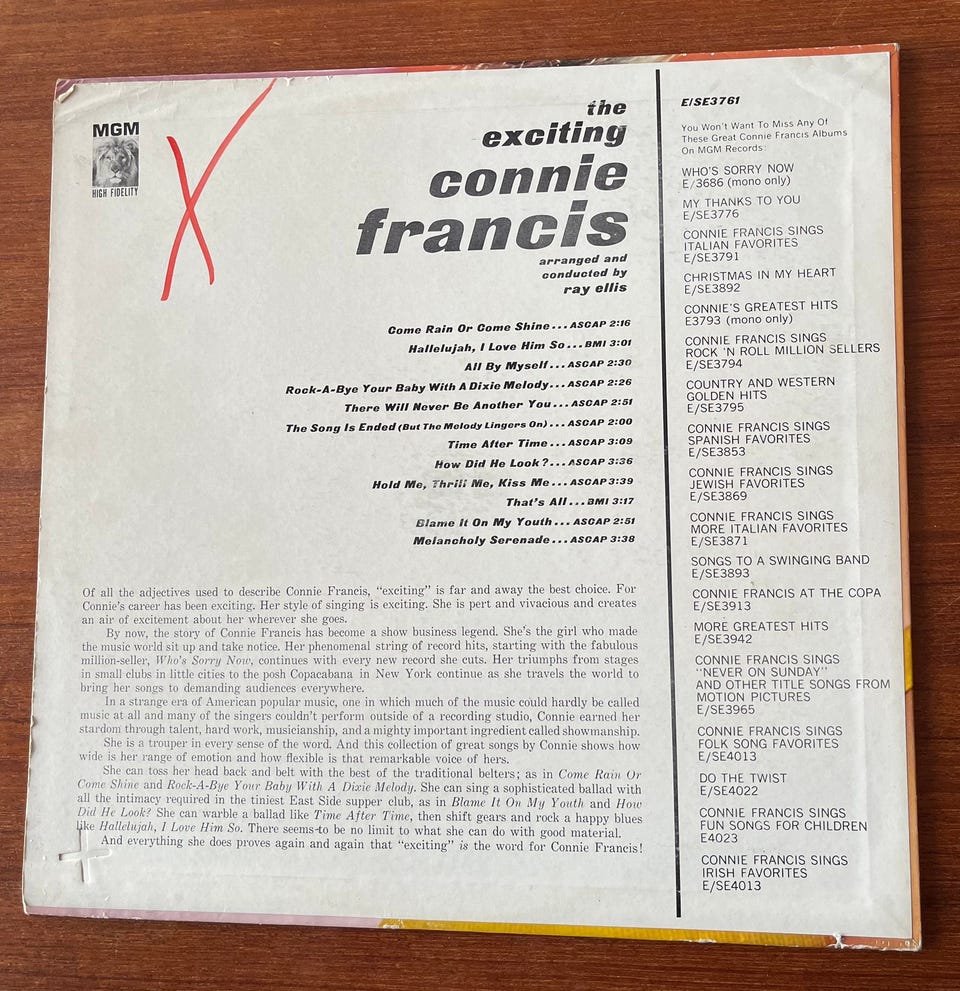 MGM
HIGH FIDELITY
the
exciting
connie
francis
arranged and
conducted by
ray ellis
Come Rain Or Come Shine...ASCAP 2:16
Hallelujah, I Love Him So...BMI 3:01
All By Myself...ASCAP 2:30
Rock-A-Bye Your Baby With A Dixie Melody...ASCAP 2:26
There Will Never Be Another You...ASCAP 2:51
The Song Is Ended (But The Melody Lingers On)...ASCAP 2:00
Time After Time...ASCAP 3:09
How Did He Look?...ASCAP 3:36
Hold Me, Thrill Me, Kiss Me...ASCAP 3:39
That's All...BMI 3:17
Blame It On My Youth...ASCAP 2:51
Melancholy Serenade...ASCAP 3:38
Of all the adjectives used to describe Connie Francis, "exciting" is far and away the best choice. For
Connie's career has been exciting. Her style of singing is exciting. She is pert and vivacious and creates
an air of excitement about her wherever she goes.
By now, the story of Connie Francis has become a show business legend. She's the girl who made
the music world sit up and take notice. Her phenomenal string of record hits, starting with the fabulous
million-seller, Who's Sorry Now, continues with every new record she cuts. Her triumphs from stages
in small clubs in little cities to the posh Copacabana in New York continue as she travels the world to
bring her songs to demanding audiences everywhere.
In a strange era of American popular music, one in which much of the music could hardly be called
music at all and many of the singers couldn't perform outside of a recording studio, Connie earned her
stardom through talent, hard work, musicianship, and a mighty important ingredient called showmanship.
She is a trouper in every sense of the word. And this collection of great songs by Connie shows how
wide is her range of emotion and how flexible is that remarkable voice of hers.
She can toss her head back and belt with the best of the traditional belters; as in Come Rain Or
Come Shine and Rock-A-Bye Your Baby With A Dixie Melody. She can sing a sophisticated ballad with
all the intimacy required in the tiniest East Side supper club, as in Blame It On My Youth and How
Did He Look? She can warble a ballad like Time After Time, then shift gears and rock a happy blues
like Hallelujah, I Love Him So. There seems to be no limit to what she can do with good material.
And everything she does proves again and again that "exciting" is the word for Connie Francis!
E/SE3761
You Won't Want To Miss Any Of
These Great Connie Francis Albums
On MGM Records:
WHO'S SORRY NOW
E/3686 (mono only)
MY THANKS TO YOU
E/SE3776
CONNIE FRANCIS SINGS
ITALIAN FAVORITES
E/SE3791
CHRISTMAS IN MY HEART
E/SE3892
CONNIE'S GREATEST HITS
E3793 (mono only)
CONNIE FRANCIS SINGS
ROCK 'N ROLL MILLION SELLERS
E/SE3794
COUNTRY AND WESTERN
GOLDEN HITS
E/SE3795
CONNIE FRANCIS SINGS
SPANISH FAVORITES
E/SE3853
CONNIE FRANCIS SINGS
JEWISH FAVORITES
E/SE3869
CONNIE FRANCIS SINGS
MORE ITALIAN FAVORITES
E/SE3871
SONGS TO A SWINGING BAND
E/SE3893
CONNIE FRANCIS AT THE COPA
E/SE3913
MORE GREATEST HITS
E/SE3942
CONNIE FRANCIS SINGS
"NEVER ON SUNDAY"
AND OTHER TITLE SONGS FROM
MOTION PICTURES
E/SE3965
CONNIE FRANCIS SINGS
FOLK SONG FAVORITES
E/SE4013
DO THE TWIST
E/SE4022
CONNIE FRANCIS SINGS
FUN SONGS FOR CHILDREN
E4023
CONNIE FRANCIS SINGS
IRISH FAVORITES
E/SE4013